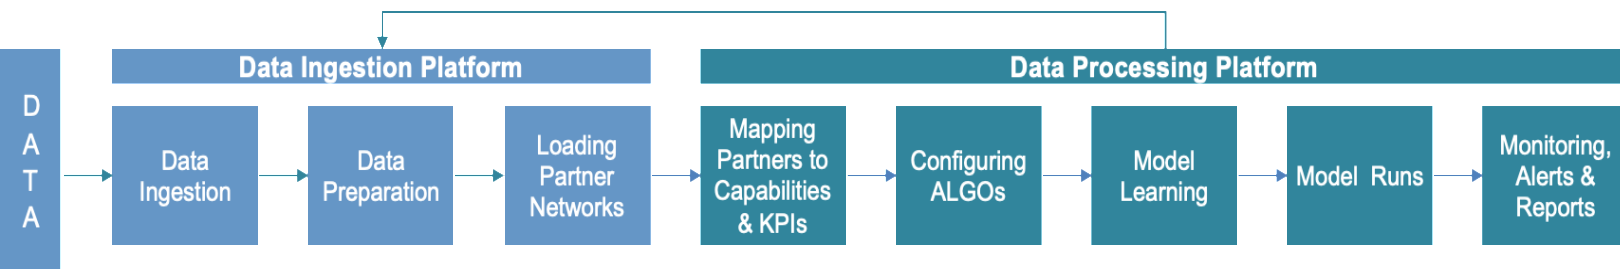 DATA
Data Ingestion Platform
Data Processing Platform
Data
Ingestion
Data
Preparation
Loading
Partner
Networks
Mapping
Partners to
Capabilities
& KPIs
Configuring
ALGOs
Model
Learning
Model Runs
Monitoring,
Alerts &
Reports